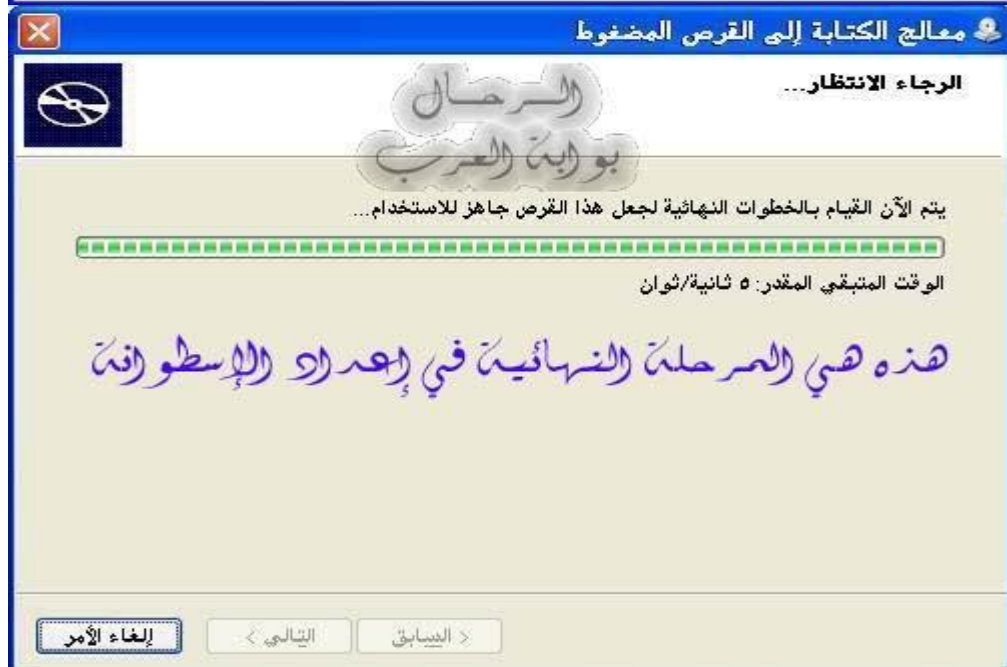 معالج الكتابة إلى القرص المضغوط
الرجاء الانتظار...
الرحال
بوابة العرب
يتم الآن القيام بالخطوات النهائية لجعل هذا القرص جاهز للاستخدام...
الوقت المتبقي المقدر: ٥ ثانية/ثوان
هذه هي المرحلة النهائية في إعداد الإسطوانة
< السابق
التالي >
إلغاء الأمر